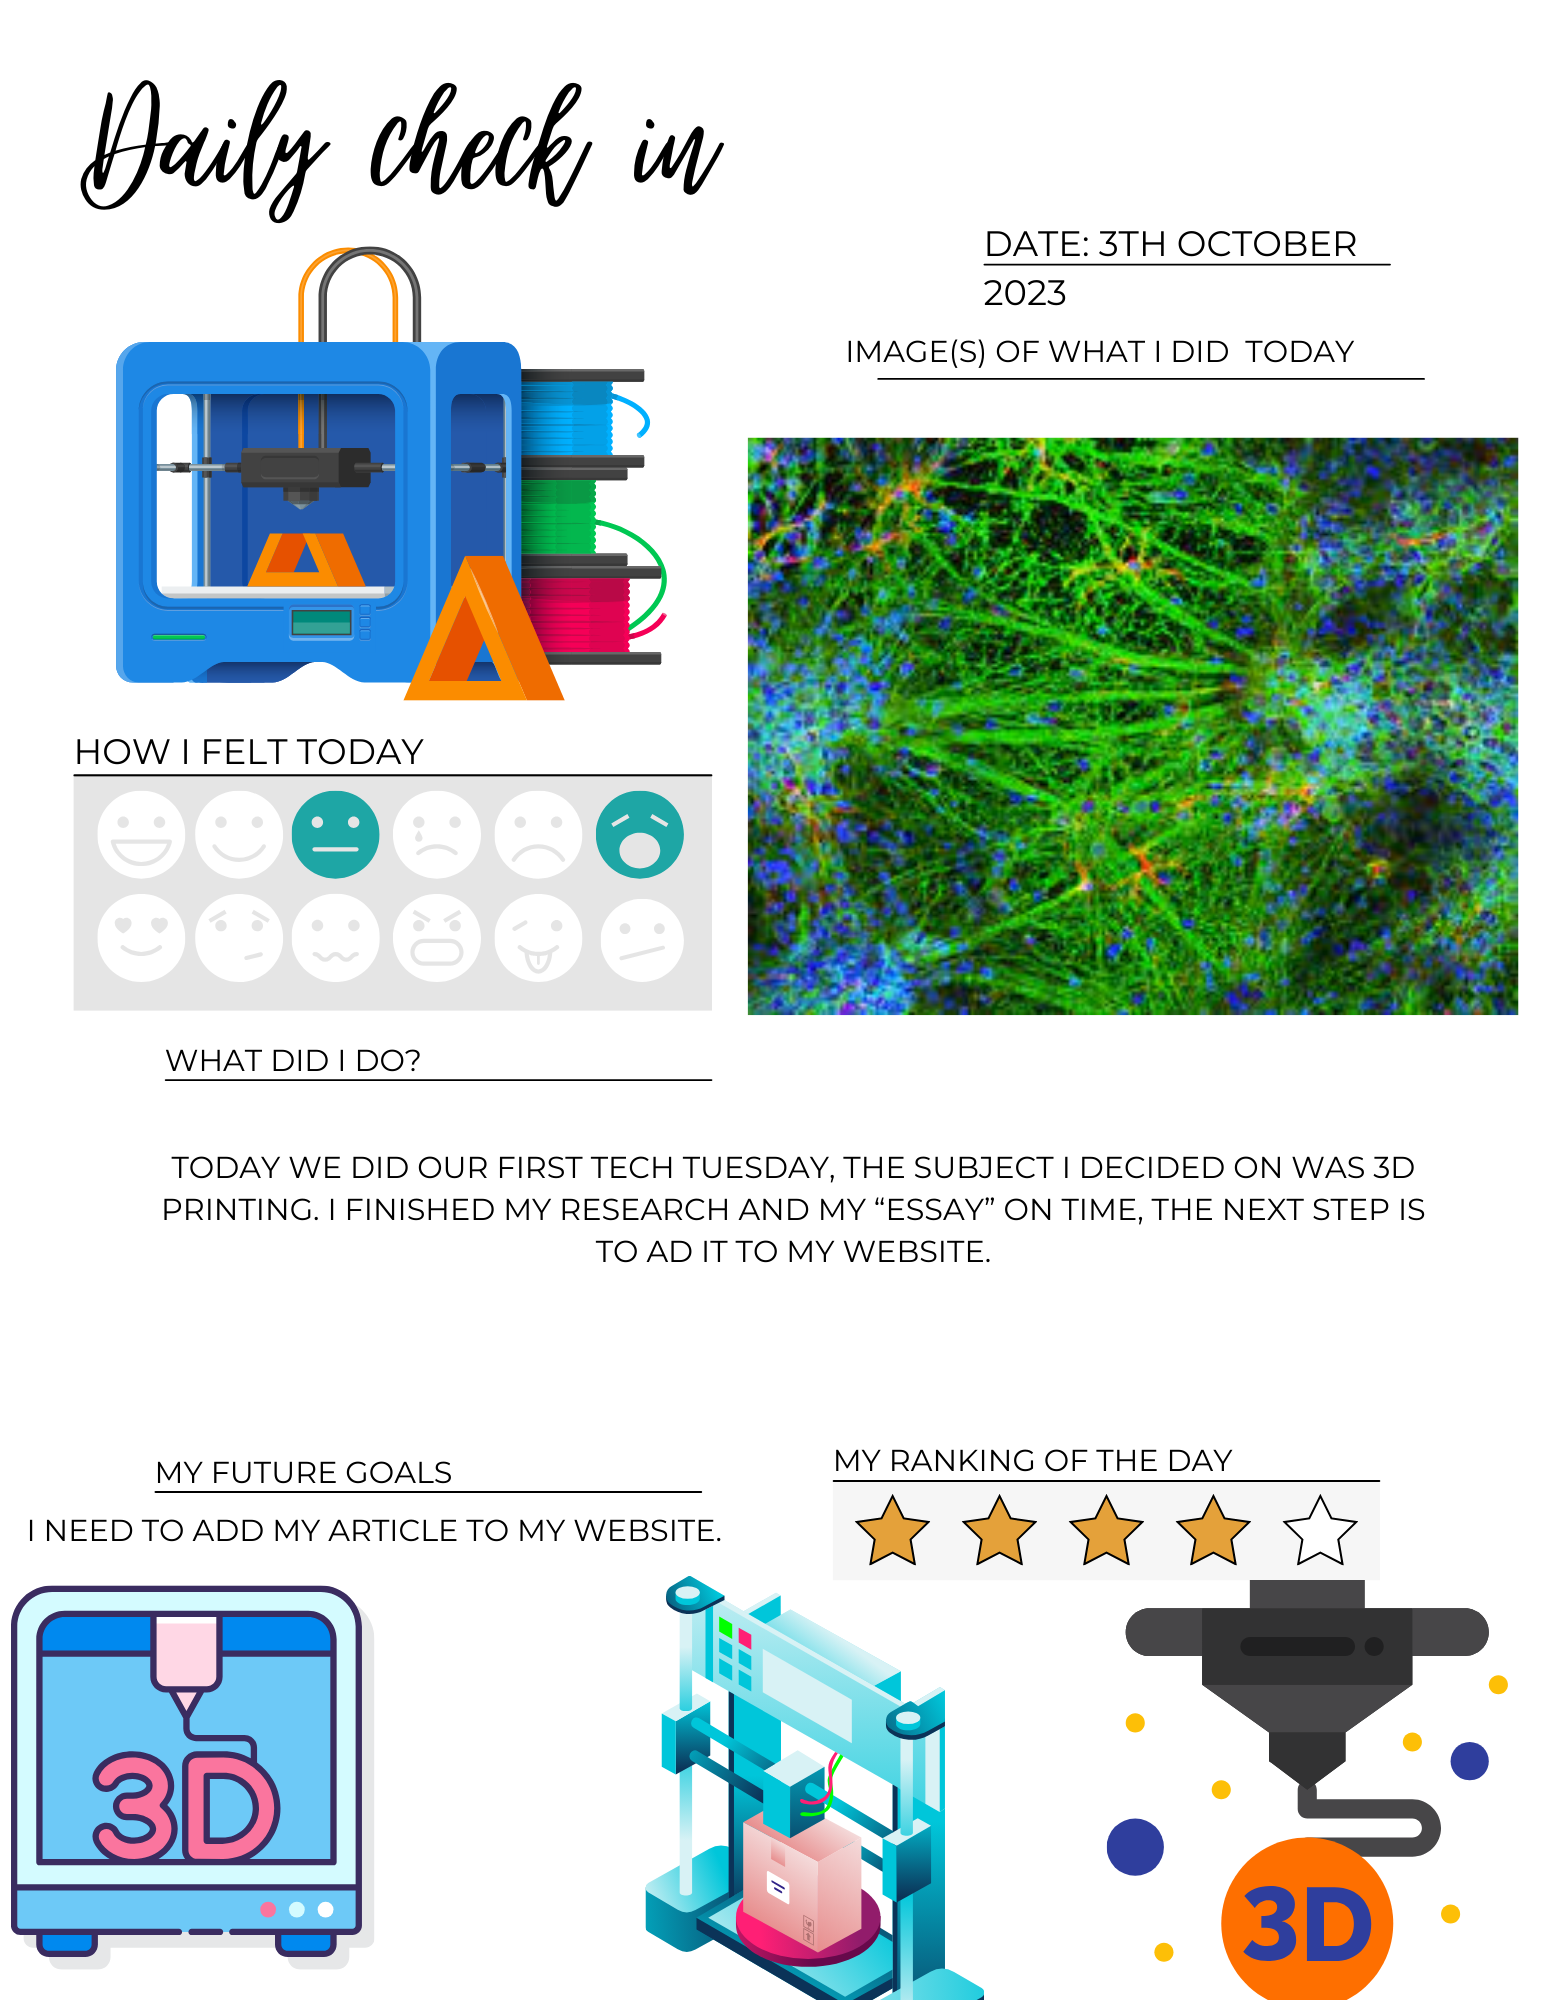 Daily check in
DATE: 3TH OCTOBER
2023
IMAGE(S) OF WHAT I DID TODAY
HOW I FELT TODAY
WHAT DID I DO?
TODAY WE DID OUR FIRST TECH TUESDAY, THE SUBJECT I DECIDED ON WAS 3D
PRINTING. I FINISHED MY RESEARCH AND MY “ESSAY” ON TIME, THE NEXT STEP IS
TO AD IT TO MY WEBSITE.
MY FUTURE GOALS
I NEED TO ADD MY ARTICLE TO MY WEBSITE.
MY RANKING OF THE DAY
3D
3D